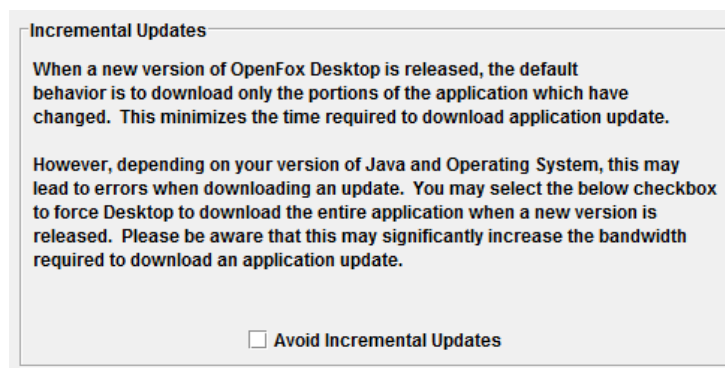 Incremental Updates
When a new version of OpenFox Desktop is released, the default
behavior is to download only the portions of the application which have
changed.  This minimizes the time required to download application update.
However, depending on your version of Java and Operating System, this may
lead to errors when downloading an update.  You may select the below checkbox
to force Desktop to download the entire application when a new version is
released.  Please be aware that this may significantly increase the bandwidth
required to download an application update.
Avoid Incremental Updates